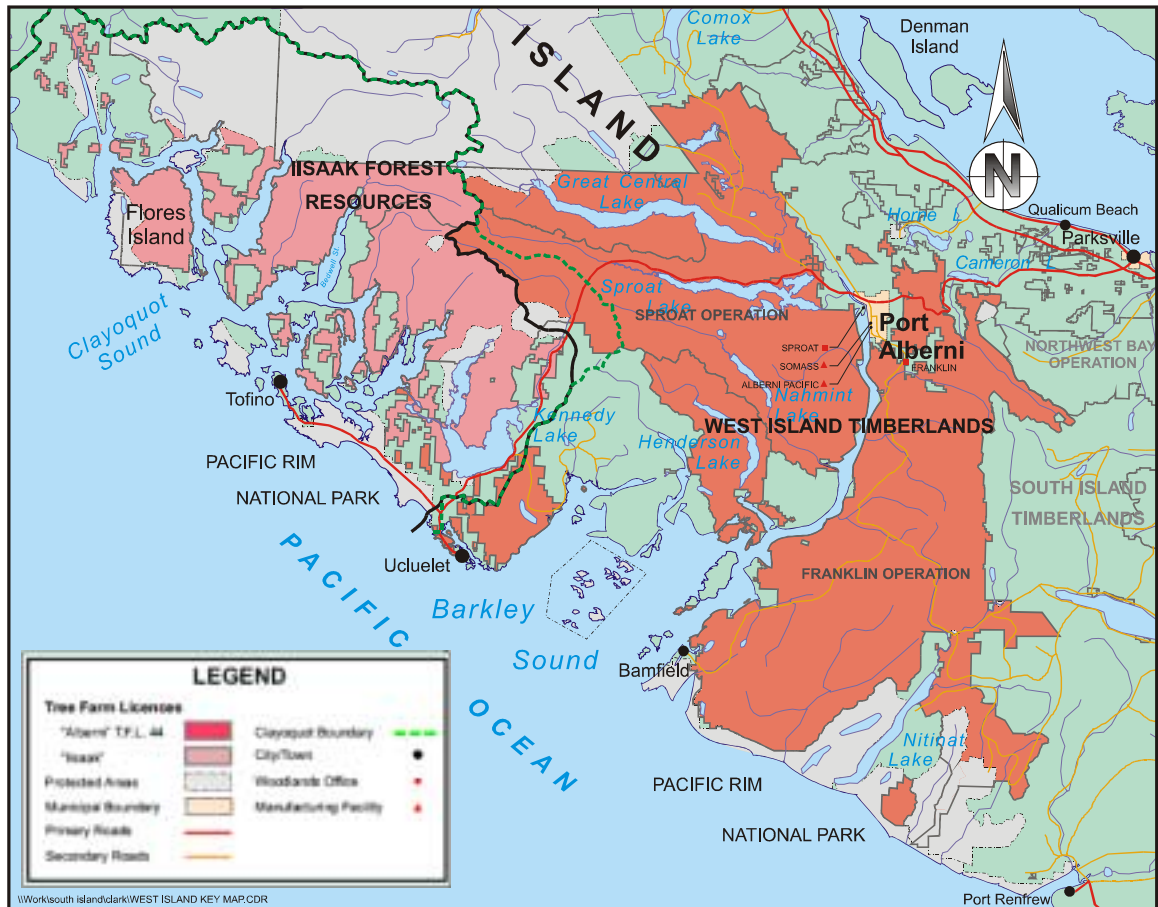 ISLAND
Comox
Lake
Denman
Island
N
IISAAK FOREST
RESOURCES
Great Central
Lake
Flores
Island
Horne L
Qualicum Beach
Parksville
Cameron L
Bedwell St.
Clayoquot
Sound
Sproat
Lake
SPROAT OPERATION
Port
Alberni
SPROAT
SOMASS
ALBERNI PACIFIC
FRANKLIN
NORTHWEST BAY
OPERATION
Tofino
Nahmint
Lake
Kennedy
Lake
WEST ISLAND TIMBERLANDS
Henderson
Lake
PACIFIC RIM
NATIONAL PARK
SOUTH ISLAND
TIMBERLANDS
PACIFIC
OCEAN
Ucluelet
FRANKLIN OPERATION
Barkley
Sound
Bamfield
Nitinat
Lake
PACIFIC RIM
NATIONAL PARK
Port Renfrew
LEGEND
Tree Farm Licences
"Alberni" T.F.L. 44
"Iisaak"
Protected Areas
Municipal Boundary
Primary Roads
Secondary Roads
Clayoquot Boundary
City/Town
Woodlands Office
Manufacturing Facility
\\Work\south island\clark\WEST ISLAND KEY MAP.CDR